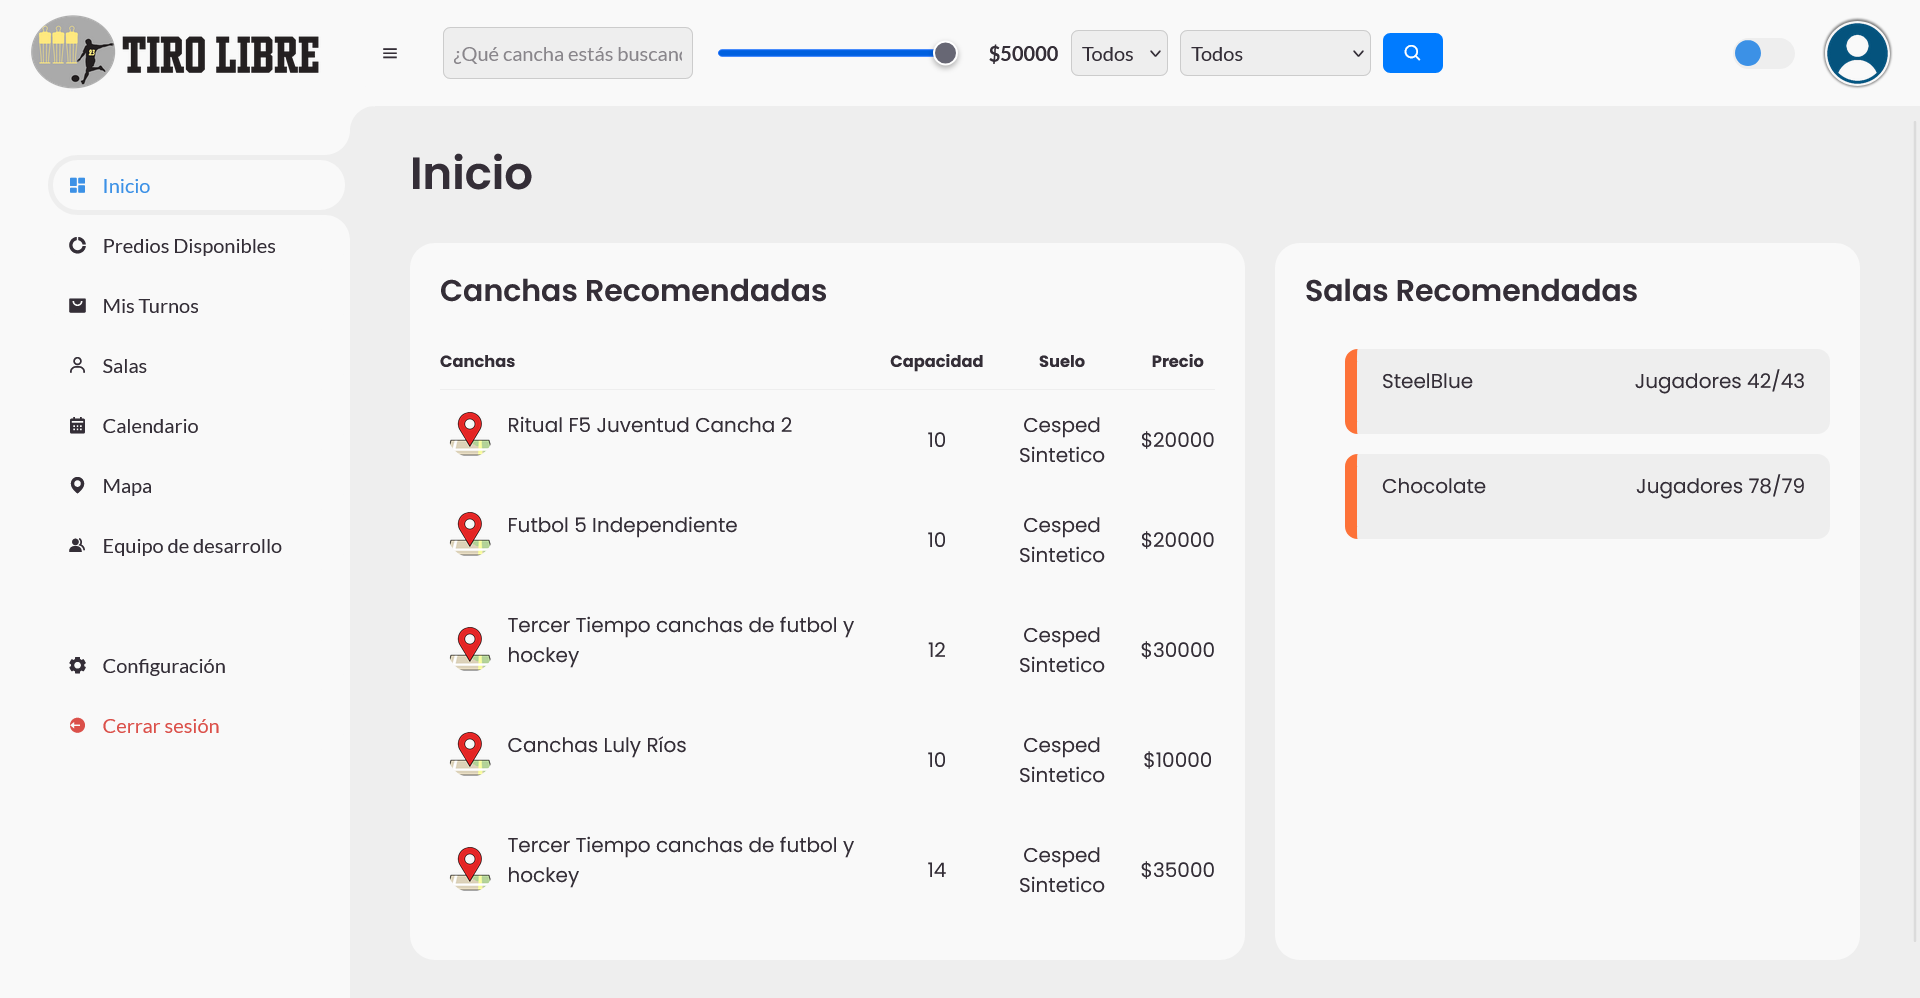 TIRO LIBRE
¿Qué cancha estás buscan
$50000
Todos
Todos
Inicio
Predios Disponibles
Mis Turnos
Salas
Calendario
Mapa
Equipo de desarrollo
Configuración
Cerrar sesión
Inicio
Canchas Recomendadas
Canchas Capacidad Suelo Precio
Ritual F5 Juventud Cancha 2 10 Cesped $20000
Sintetico
Futbol 5 Independiente 10 Cesped $20000
Sintetico
Tercer Tiempo canchas de futbol y 12 Cesped $30000
hockey Sintetico
Canchas Luly Ríos 10 Cesped $10000
Sintetico
Tercer Tiempo canchas de futbol y 14 Cesped $35000
hockey Sintetico
Salas Recomendadas
SteelBlue Jugadores 42/43
Chocolate Jugadores 78/79